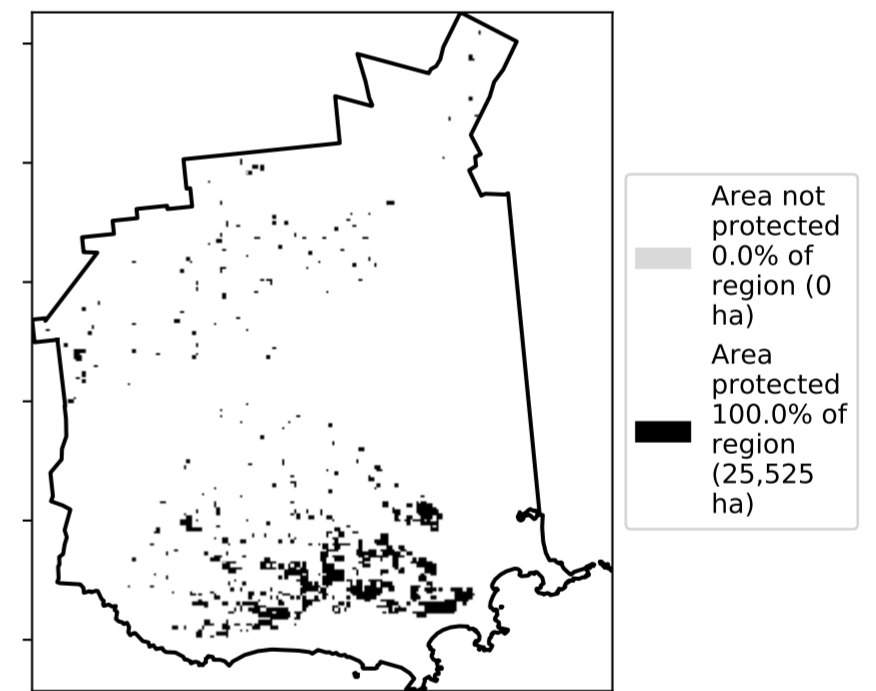 Area not
protected
0.0% of
region (0
ha)
Area
protected
100.0% of
region
(25,525
ha)